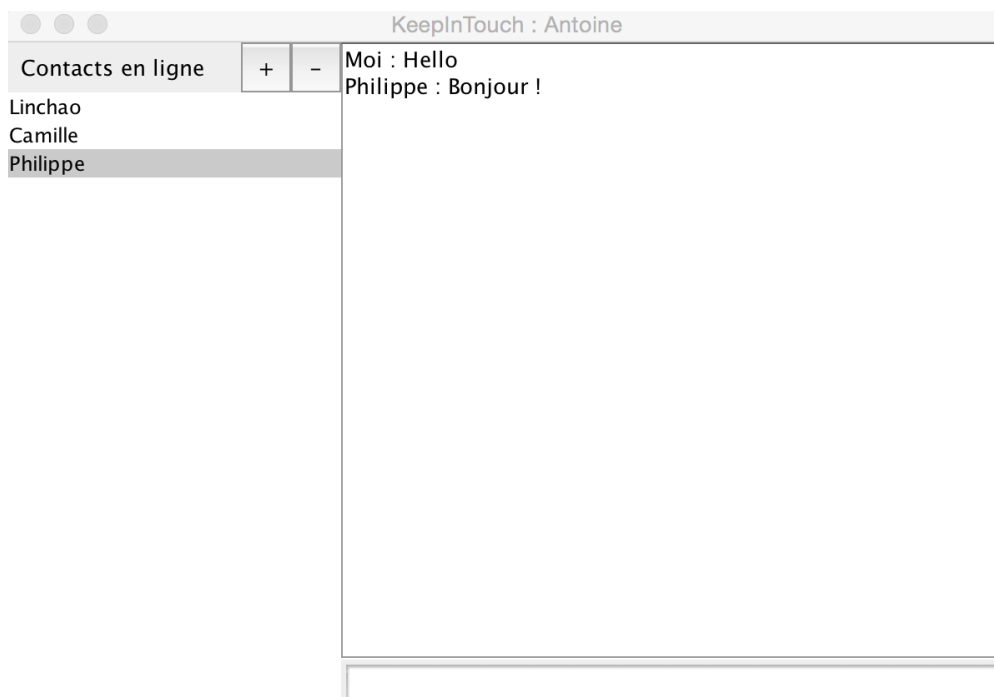 KeepInTouch : Antoine
Contacts en ligne + -
Linchao
Camille
Philippe
Moi : Hello
Philippe : Bonjour !